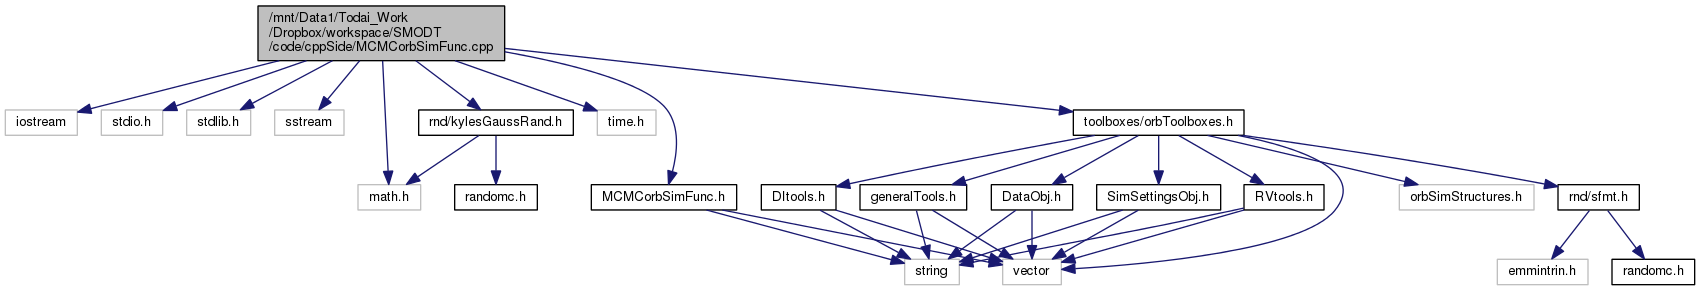 /mnt/Data1/Todai_Work
/Dropbox/workspace/SMODT
/code/cppSide/MCMCorbSimFunc.cpp
iostream
stdio.h
stdlib.h
sstream
rnd/kylesGaussRand.h
time.h
toolboxes/orbToolboxes.h
math.h
randomc.h
MCMCorbSimFunc.h
DItools.h
generalTools.h
DataObj.h
SimSettingsObj.h
RVtools.h
orbSimStructures.h
rnd/sfmt.h
string
vector
emmintrin.h
randomc.h